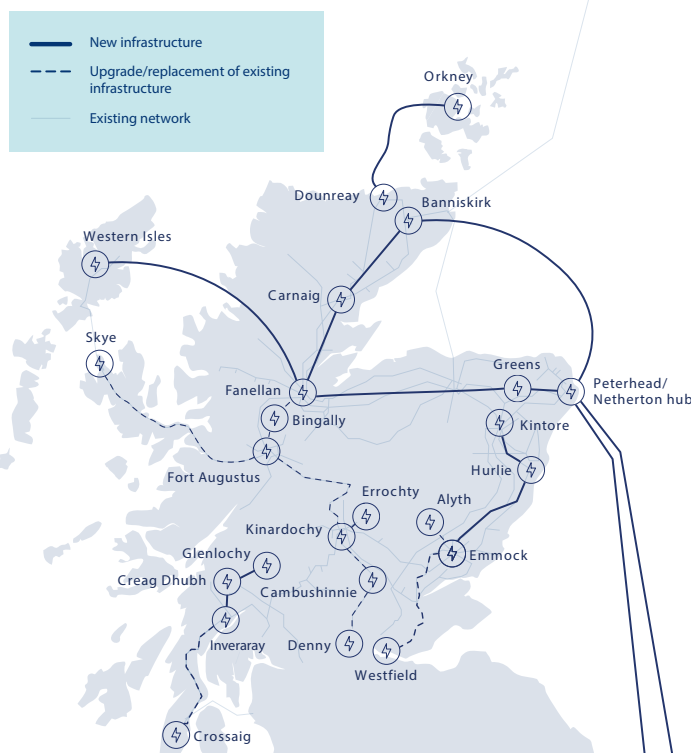 New infrastructure
Upgrade/replacement of existing
infrastructure
Existing network
Orkney
Dounreay
Banniskirk
Western Isles
Carnaig
Skye
Greens
Fanellan
Peterhead/
Netherton hub
Bingally
Kintore
Fort Augustus
Hurlie
Errochty
Alyth
Kinardochy
Glenlochy
Emmock
Creag Dhubh
Cambushinnie
Inveraray
Denny
Westfield
Crossaig